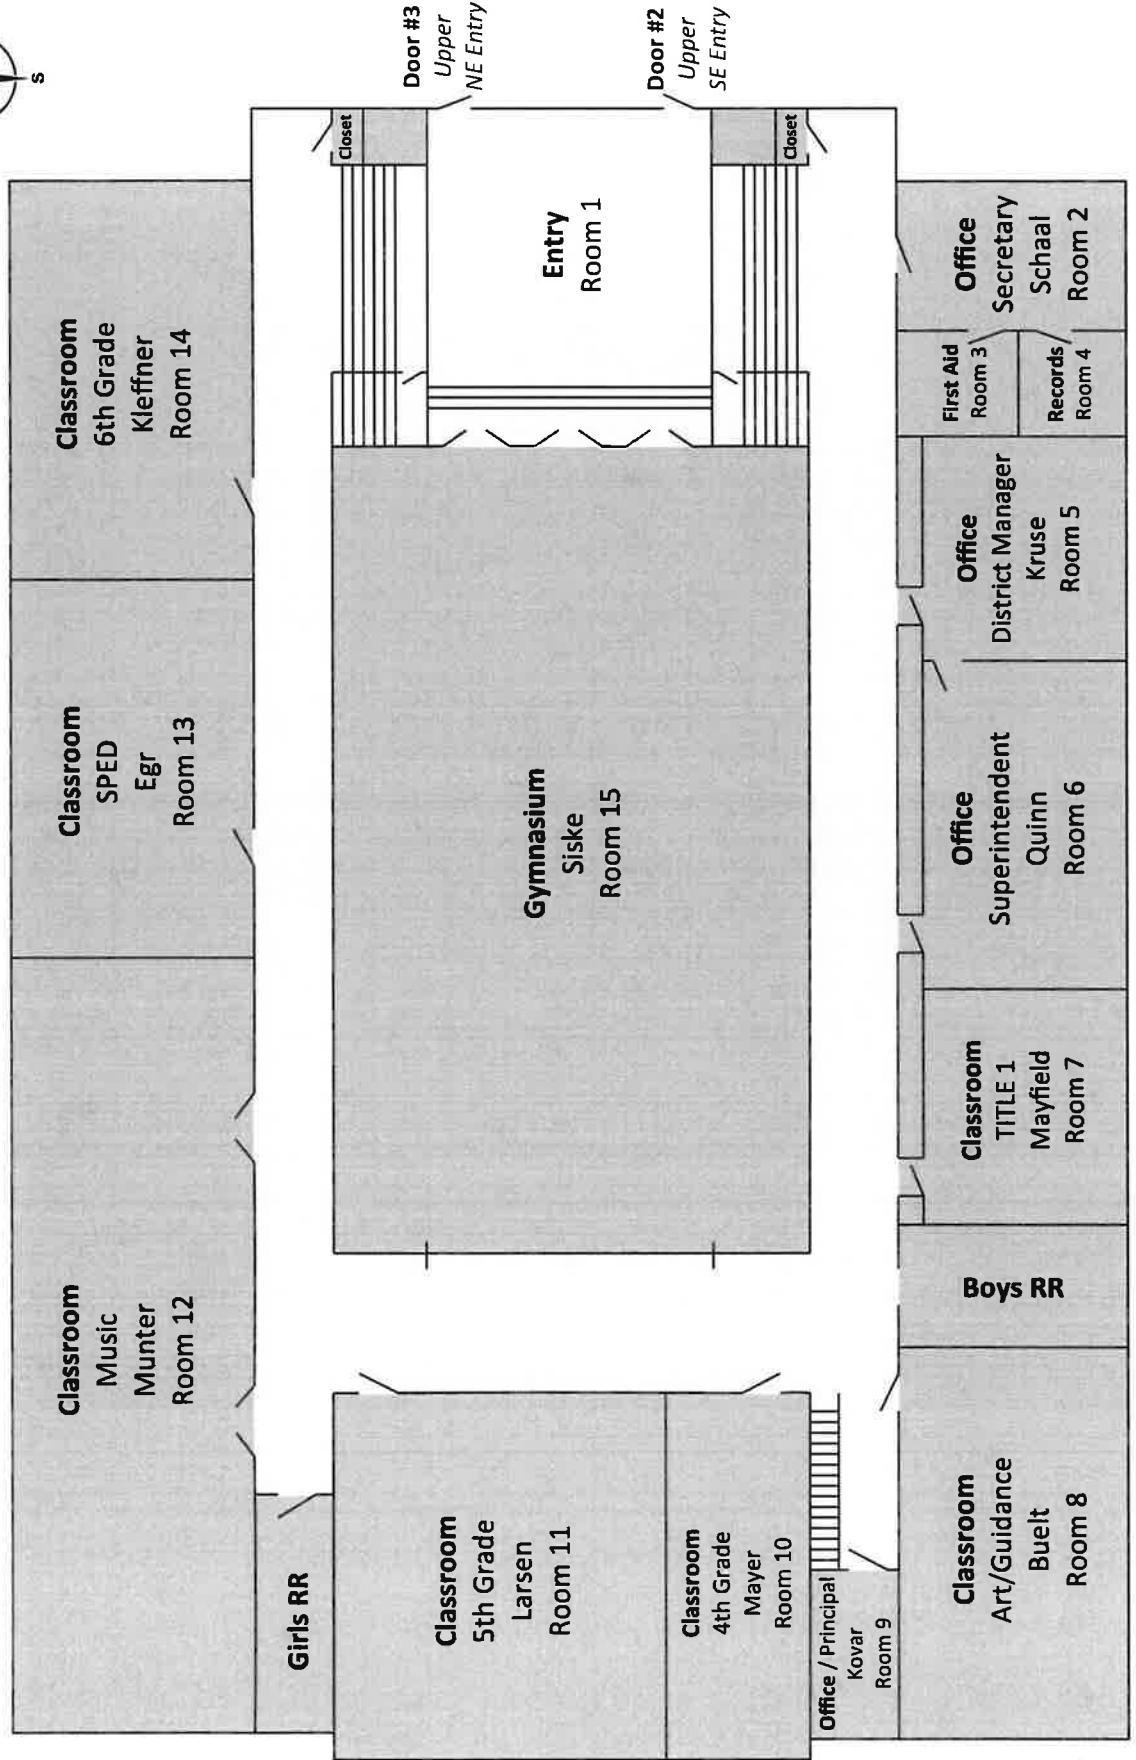 S
Door #3
Upper
NE Entry
Door #2
Upper
SE Entry
Closet
Closet
Entry
Room 1
Classroom
6th Grade
Kleffner
Room 14
Office
Secretary
Schaal
Room 2
First Aid
Room 3
Records
Room 4
Office
District Manager
Kruse
Room 5
Classroom
SPED
Egr
Room 13
Gymnasium
Siske
Room 15
Office
Superintendent
Quinn
Room 6
Classroom
TITLE 1
Mayfield
Room 7
Boys RR
Classroom
Music
Munter
Room 12
Girls RR
Classroom
5th Grade
Larsen
Room 11
Classroom
4th Grade
Mayer
Room 10
Office / Principal
Kovar
Room 9
Classroom
Art/Guidance
Buelt
Room 8